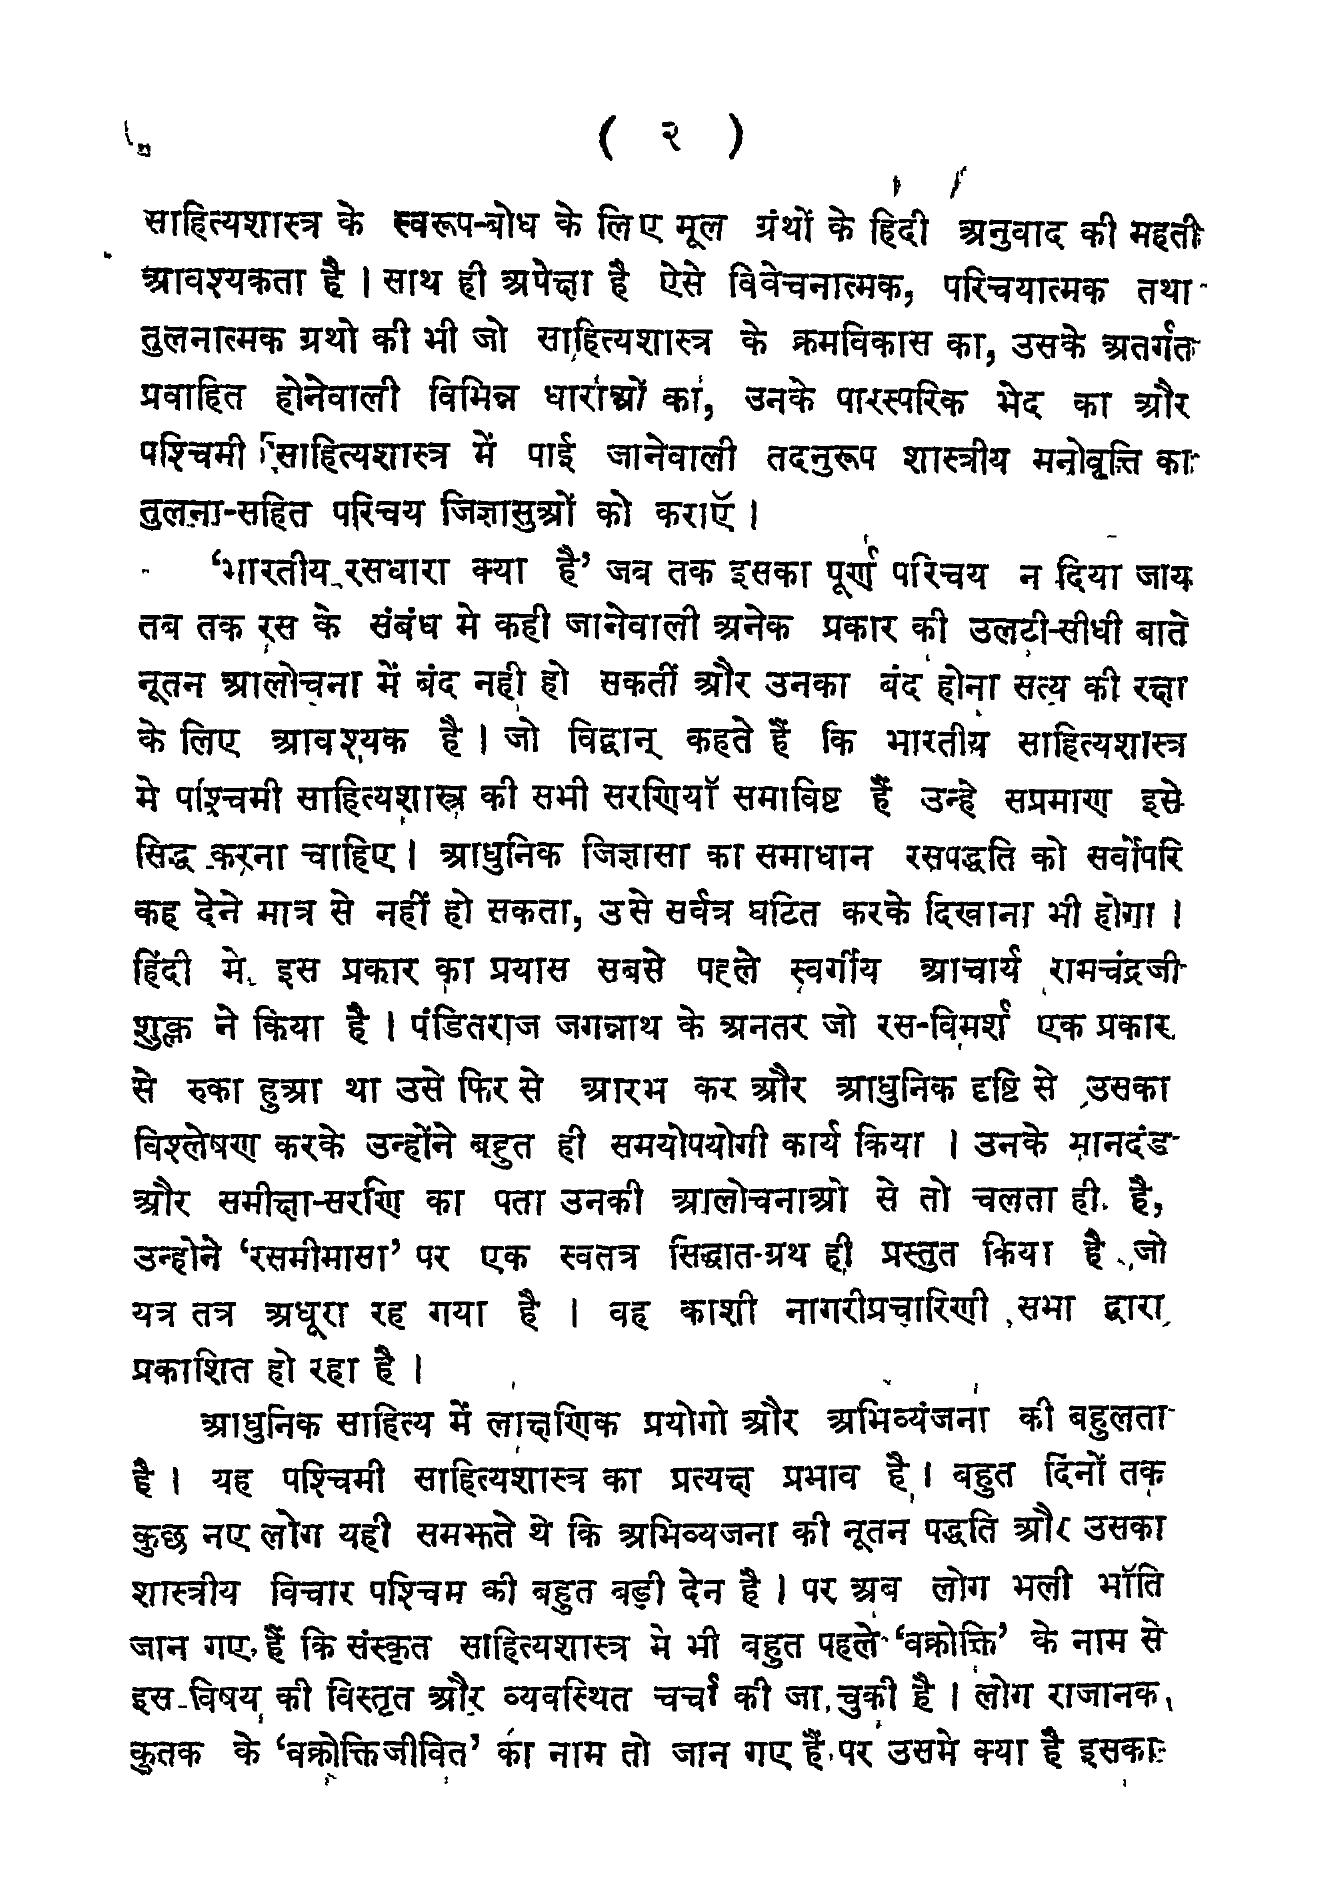 ( २ )
साहित्यशास्त्र के स्वरूप-बोध के लिए मूल ग्रंथों के हिंदी अनुवाद की महती
आवश्यकता है । साथ ही अपेक्षा है ऐसे विवेचनात्मक, परिचयात्मक तथा
तुलनात्मक ग्रथो की भी जो साहित्यशास्त्र के क्रमविकास का, उसके अतर्गत
प्रवाहित होनेवाली विभिन्न धाराओं का, उनके पारस्परिक भेद का और
पश्चिमी साहित्यशास्त्र में पाई जानेवाली तदनुरूप शास्त्रीय मनोवृत्ति का
तुलना-सहित परिचय जिज्ञासुओं को कराएँ ।
‘भारतीय रसधारा क्या है’ जब तक इसका पूर्ण परिचय न दिया जाय
तब तक रस के संबंध मे कही जानेवाली अनेक प्रकार की उलटी-सीधी बाते
नूतन आलोचना में बंद नही हो सकतीं और उनका बंद होना सत्य की रक्षा
के लिए आवश्यक है । जो विद्वान् कहते हैं कि भारतीय साहित्यशास्त्र
मे पश्चिमी साहित्यशास्त्र की सभी सरणियाँ समाविष्ट हैं उन्हे सप्रमाण इसे
सिद्ध करना चाहिए । आधुनिक जिज्ञासा का समाधान रसपद्धति को सर्वोपरि
कह देने मात्र से नहीं हो सकता, उसे सर्वत्र घटित करके दिखाना भी होगा ।
हिंदी मे इस प्रकार का प्रयास सबसे पहले स्वर्गीय आचार्य रामचंद्रजी
शुक्ल ने किया है । पंडितराज जगन्नाथ के अनतर जो रस-विमर्श एक प्रकार
से रुका हुआ था उसे फिर से आरभ कर और आधुनिक दृष्टि से उसका
विश्लेषण करके उन्होंने बहुत ही समयोपयोगी कार्य किया । उनके मानदंड
और समीक्षा-सरणि का पता उनकी आलोचनाओ से तो चलता ही है,
उन्होने ‘रसमीमासा’ पर एक स्वतत्र सिद्धात-ग्रथ ही प्रस्तुत किया है जो
यत्र तत्र अधूरा रह गया है । वह काशी नागरीप्रचारिणी सभा द्वारा
प्रकाशित हो रहा है ।
आधुनिक साहित्य में लाक्षणिक प्रयोगो और अभिव्यंजना की बहुलता
है । यह पश्चिमी साहित्यशास्त्र का प्रत्यक्ष प्रभाव है । बहुत दिनों तक
कुछ नए लोग यही समझते थे कि अभिव्यजना की नूतन पद्धति और उसका
शास्त्रीय विचार पश्चिम की बहुत बड़ी देन है । पर अब लोग भली भाँति
जान गए हैं कि संस्कृत साहित्यशास्त्र मे भी बहुत पहले ‘वक्रोक्ति’ के नाम से
इस विषय की विस्तृत और व्यवस्थित चर्चा की जा चुकी है । लोग राजानक
कुतक के ‘वक्रोक्तिजीवित’ का नाम तो जान गए हैं पर उसमे क्या है इसका